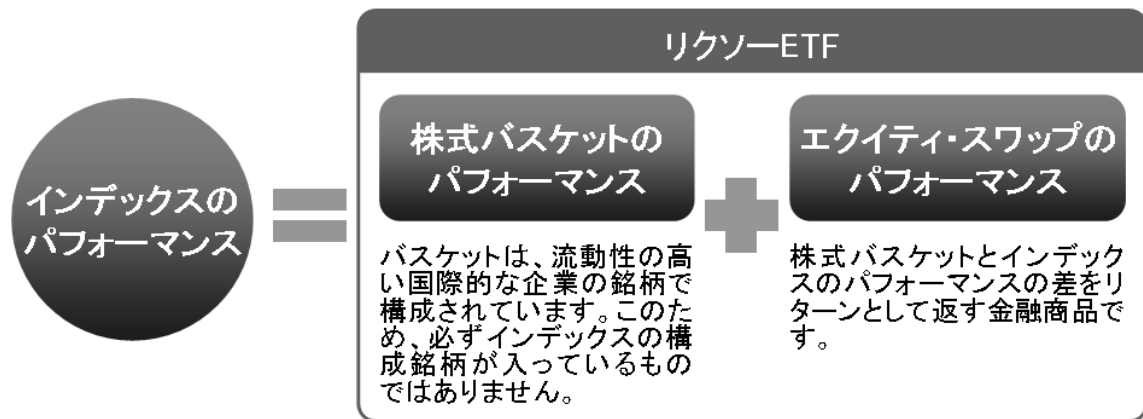 リクソーETF
インデックスの
パフォーマンス
株式バスケットの
パフォーマンス
バスケットは、流動性の高
い国際的な企業の銘柄で
構成されています。このた
め、必ずインデックスの構
成銘柄が入っているもの
ではありません。
エクイティ・スワップの
パフォーマンス
株式バスケットとインデック
スのパフォーマンスの差をリ
ターンとして返す金融商品で
す。